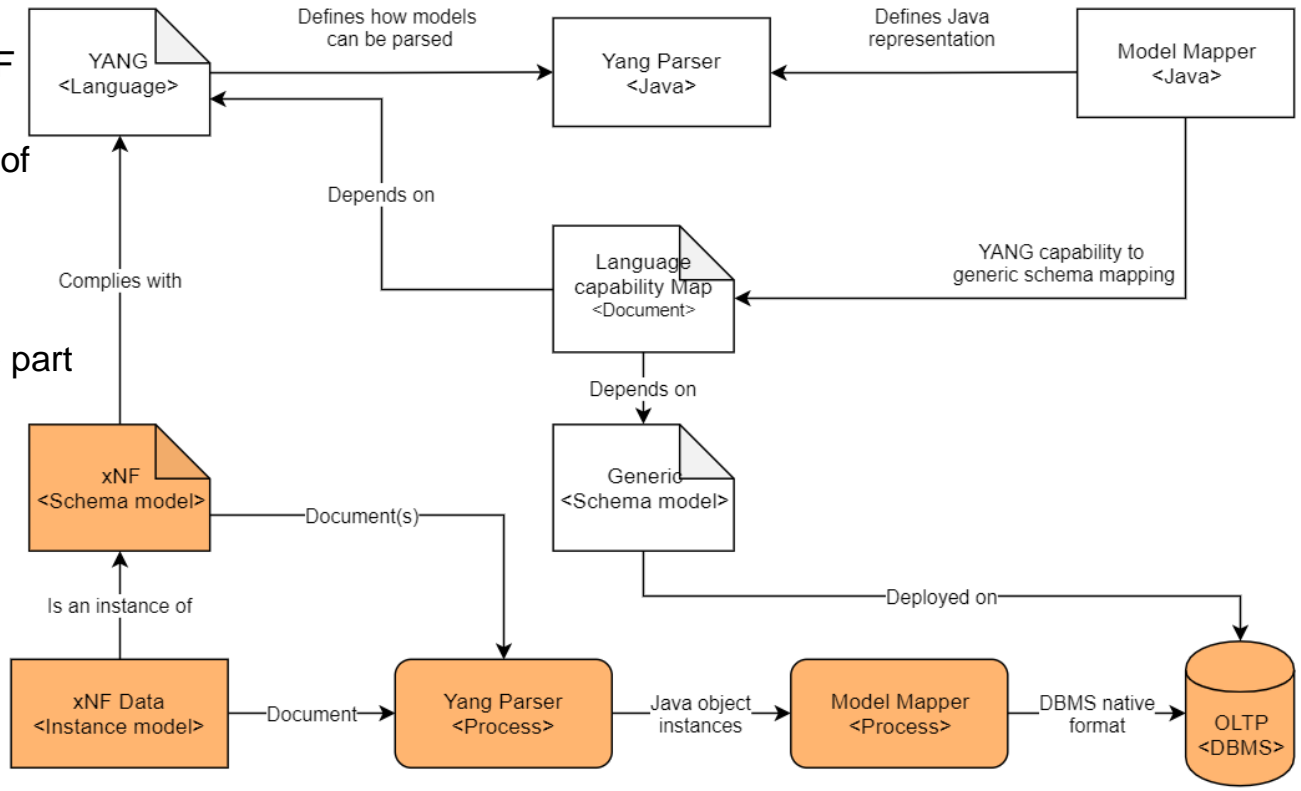 Defines how models
can be parsed
Defines Java
representation
F
YANG
<Language>
Yang Parser
<Java>
Model Mapper
<Java>
of
Depends on
Complies with
Language
capability Map
<Document>
YANG capability to
generic schema mapping
part
Depends on
xNF
<Schema model>
Generic
<Schema model>
Document(s)
Is an instance of
Deployed on
xNF Data
<Instance model>
Document
Yang Parser
<Process>
Java object
instances
Model Mapper
<Process>
DBMS native
format
OLTP
<DBMS>